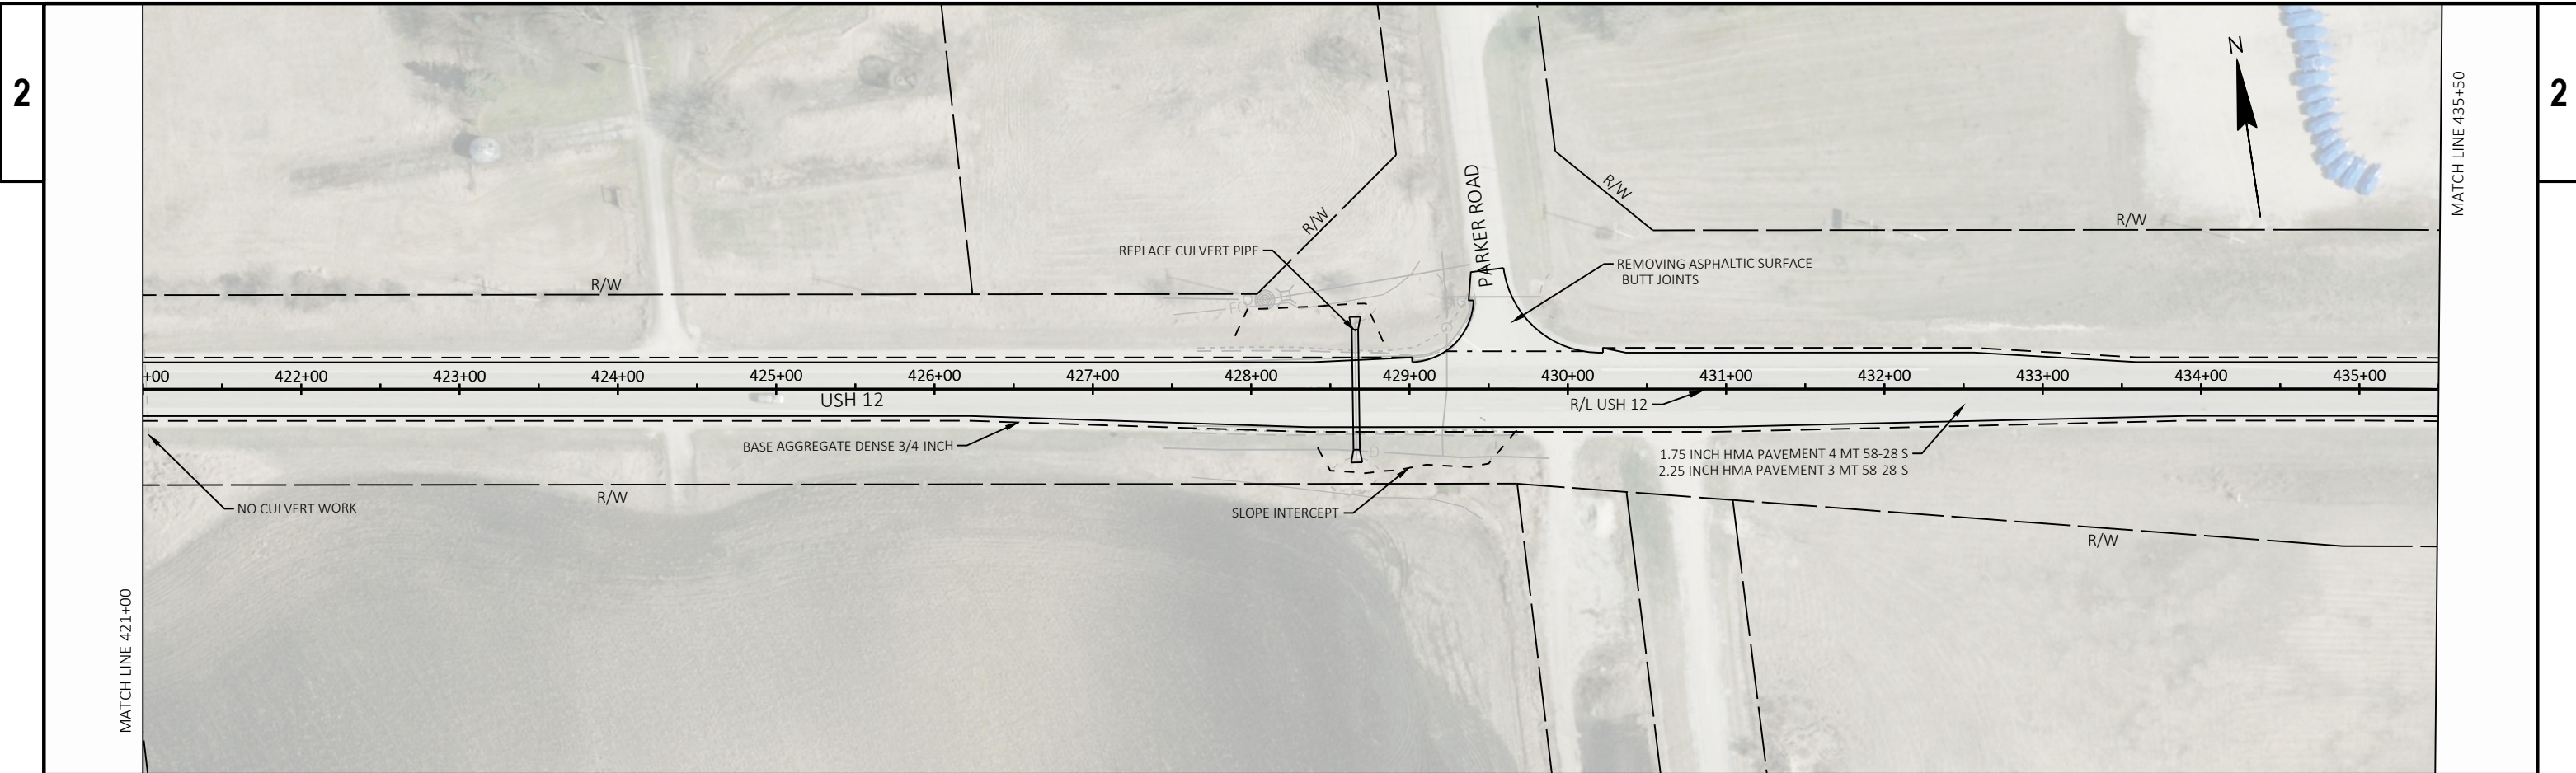 2
2
N
MATCH LINE 435+50
PARKER ROAD
R/W
R/W
R/W
REPLACE CULVERT PIPE
REMOVING ASPHALTIC SURFACE
BUTT JOINTS
R/W
+00 422+00 423+00 424+00 425+00 426+00 427+00 428+00 429+00 430+00 431+00 432+00 433+00 434+00 435+00
USH 12
R/L USH 12
BASE AGGREGATE DENSE 3/4-INCH
1.75 INCH HMA PAVEMENT 4 MT 58-28 S
2.25 INCH HMA PAVEMENT 3 MT 58-28-S
R/W
NO CULVERT WORK
SLOPE INTERCEPT
R/W
MATCH LINE 421+00